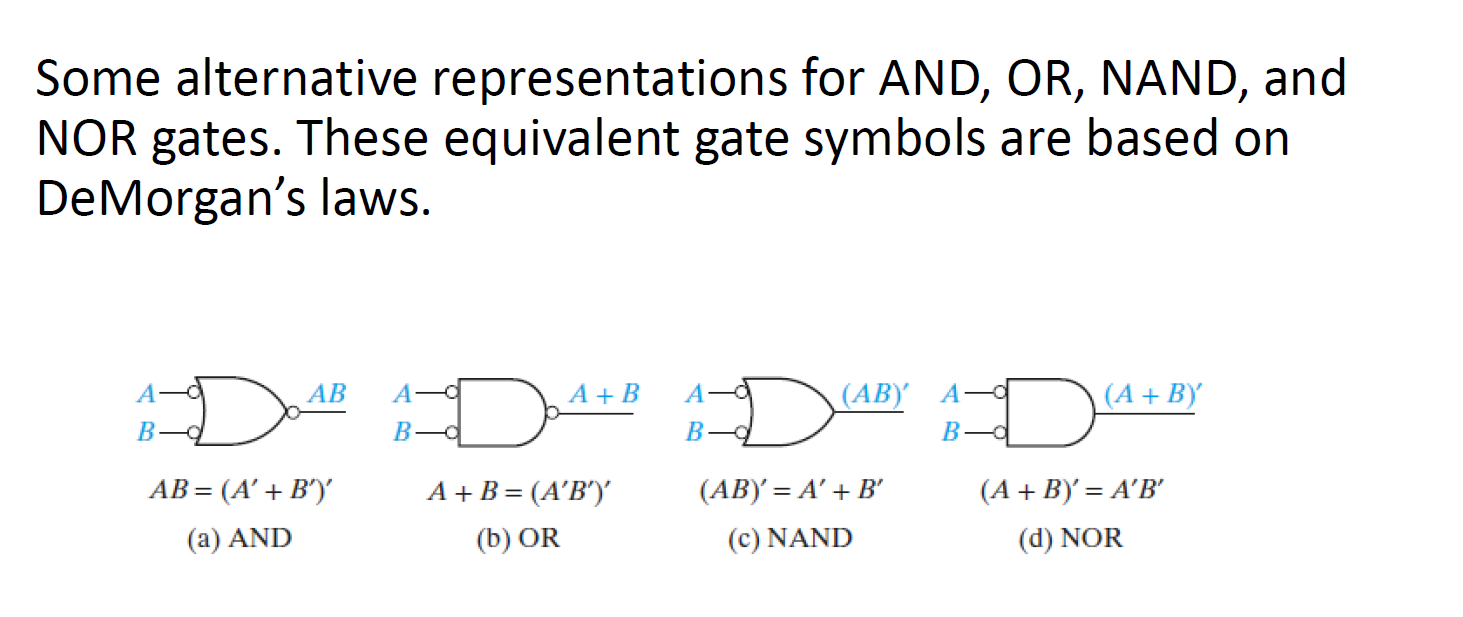 Some alternative representations for AND, OR, NAND, and
NOR gates. These equivalent gate symbols are based on
DeMorgan’s laws.
A
B
AB
A
B
A + B
A
B
(AB)′
A
B
(A + B)′
AB = (A′ + B′)′
A + B = (A′B′)′
(AB)′ = A′ + B′
(A + B)′ = A′B′
(a) AND
(b) OR
(c) NAND
(d) NOR